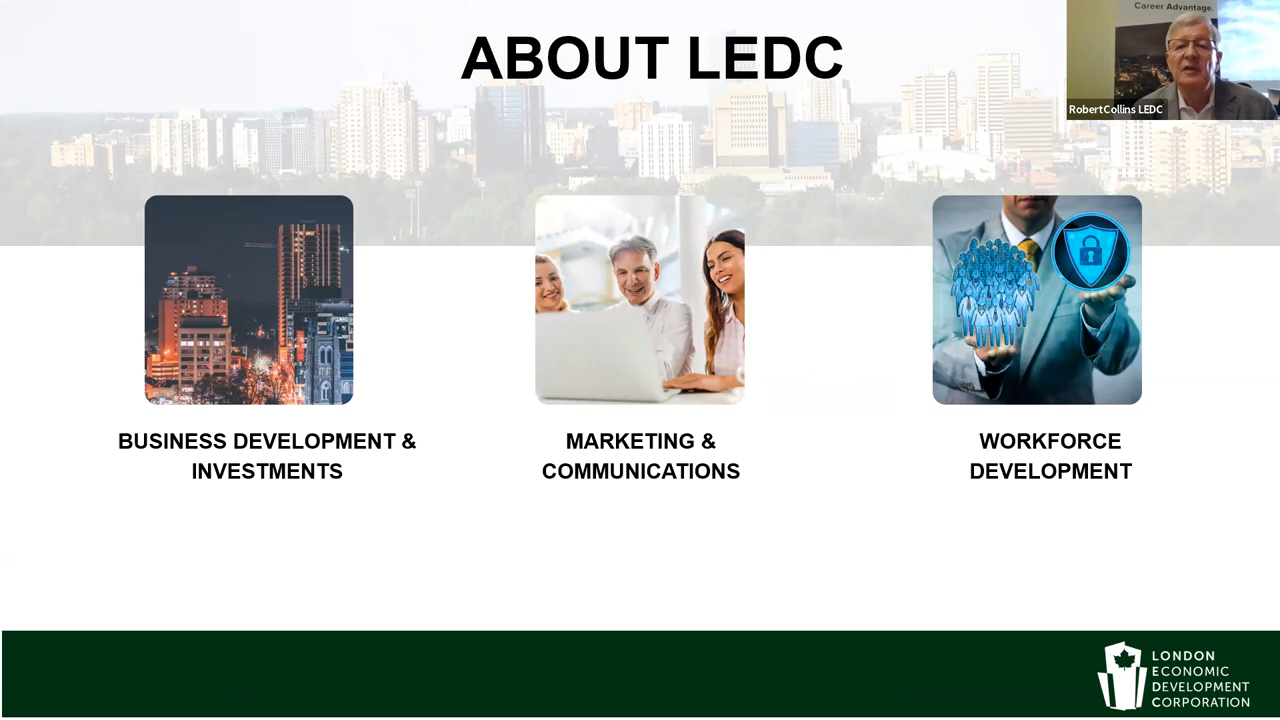 ABOUT LEDC
Career Advantage.
RobertCollins LEDC
BUSINESS DEVELOPMENT &
INVESTMENTS
MARKETING &
COMMUNICATIONS
WORKFORCE
DEVELOPMENT
LONDON
ECONOMIC
DEVELOPMENT
CORPORATION